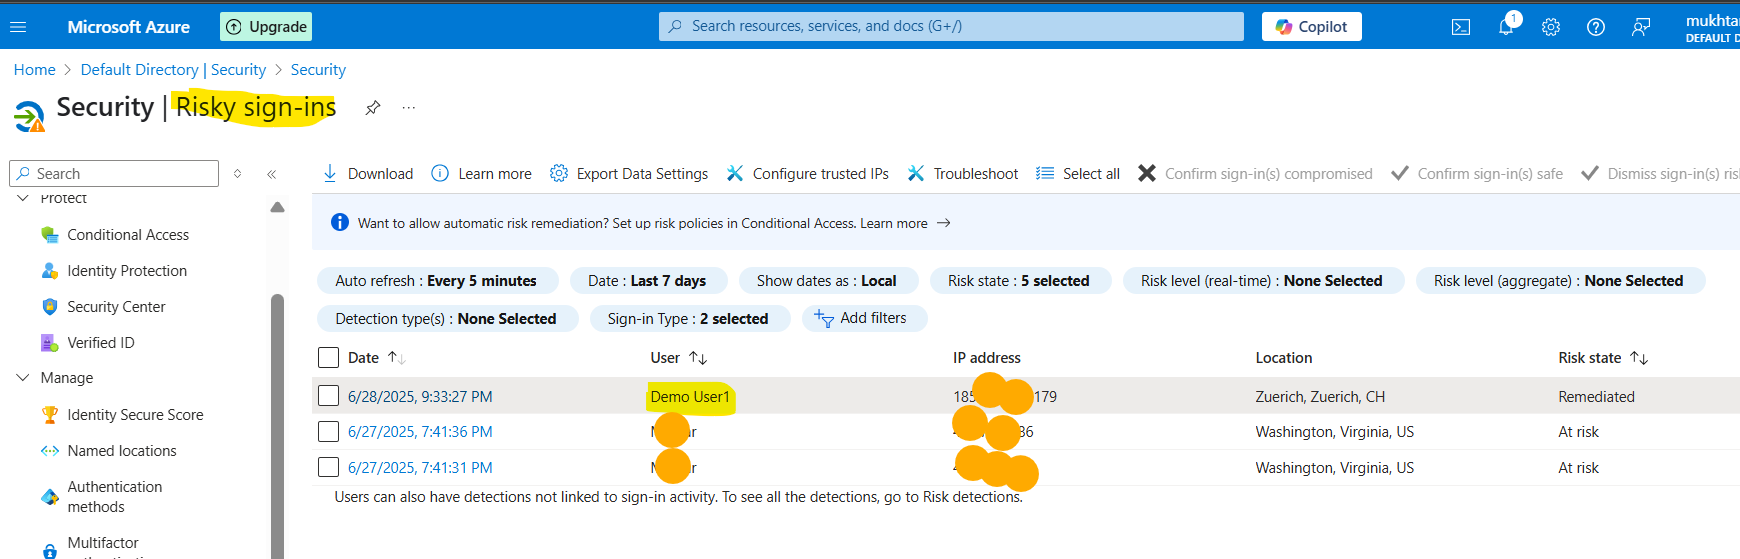 Microsoft Azure Upgrade Search resources, services, and docs (G+/) Copilot 1 mukhtar
DEFAULT D
Home > Default Directory | Security > Security
Security | Risky sign-ins ...
Search
Download Learn more Export Data Settings Configure trusted IPs Troubleshoot Select all Confirm sign-in(s) compromised Confirm sign-in(s) safe Dismiss sign-in(s) ris
Protect
Conditional Access
Identity Protection
Security Center
Verified ID
Manage
Identity Secure Score
Named locations
Authentication
methods
Multifactor
Want to allow automatic risk remediation? Set up risk policies in Conditional Access. Learn more →
Auto refresh : Every 5 minutes Date : Last 7 days Show dates as : Local Risk state : 5 selected Risk level (real-time) : None Selected Risk level (aggregate) : None Selected
Detection type(s) : None Selected Sign-in Type : 2 selected Add filters
Date ↑↓ User ↑↓ IP address Location Risk state ↑↓
6/28/2025, 9:33:27 PM Demo User1 185 179 Zuerich, Zuerich, CH Remediated
6/27/2025, 7:41:36 PM r 36 Washington, Virginia, US At risk
6/27/2025, 7:41:31 PM r Washington, Virginia, US At risk
Users can also have detections not linked to sign-in activity. To see all the detections, go to Risk detections.